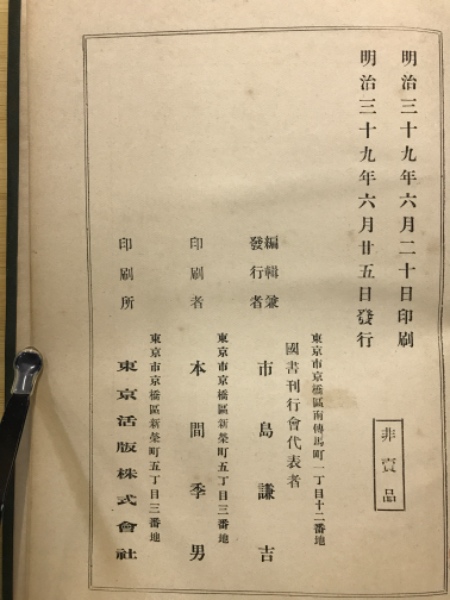 明治三十九年六月二十日印刷
明治三十九年六月廿五日發行
非賣品
東京市京橋區南傳馬町一丁目十二番地
國書刊行會代表者
編輯兼
發行者
市島謙吉
東京市京橋區新榮町五丁目三番地
印刷者
本間季男
東京市京橋區新榮町五丁目三番地
印刷所
東京活版株式會社